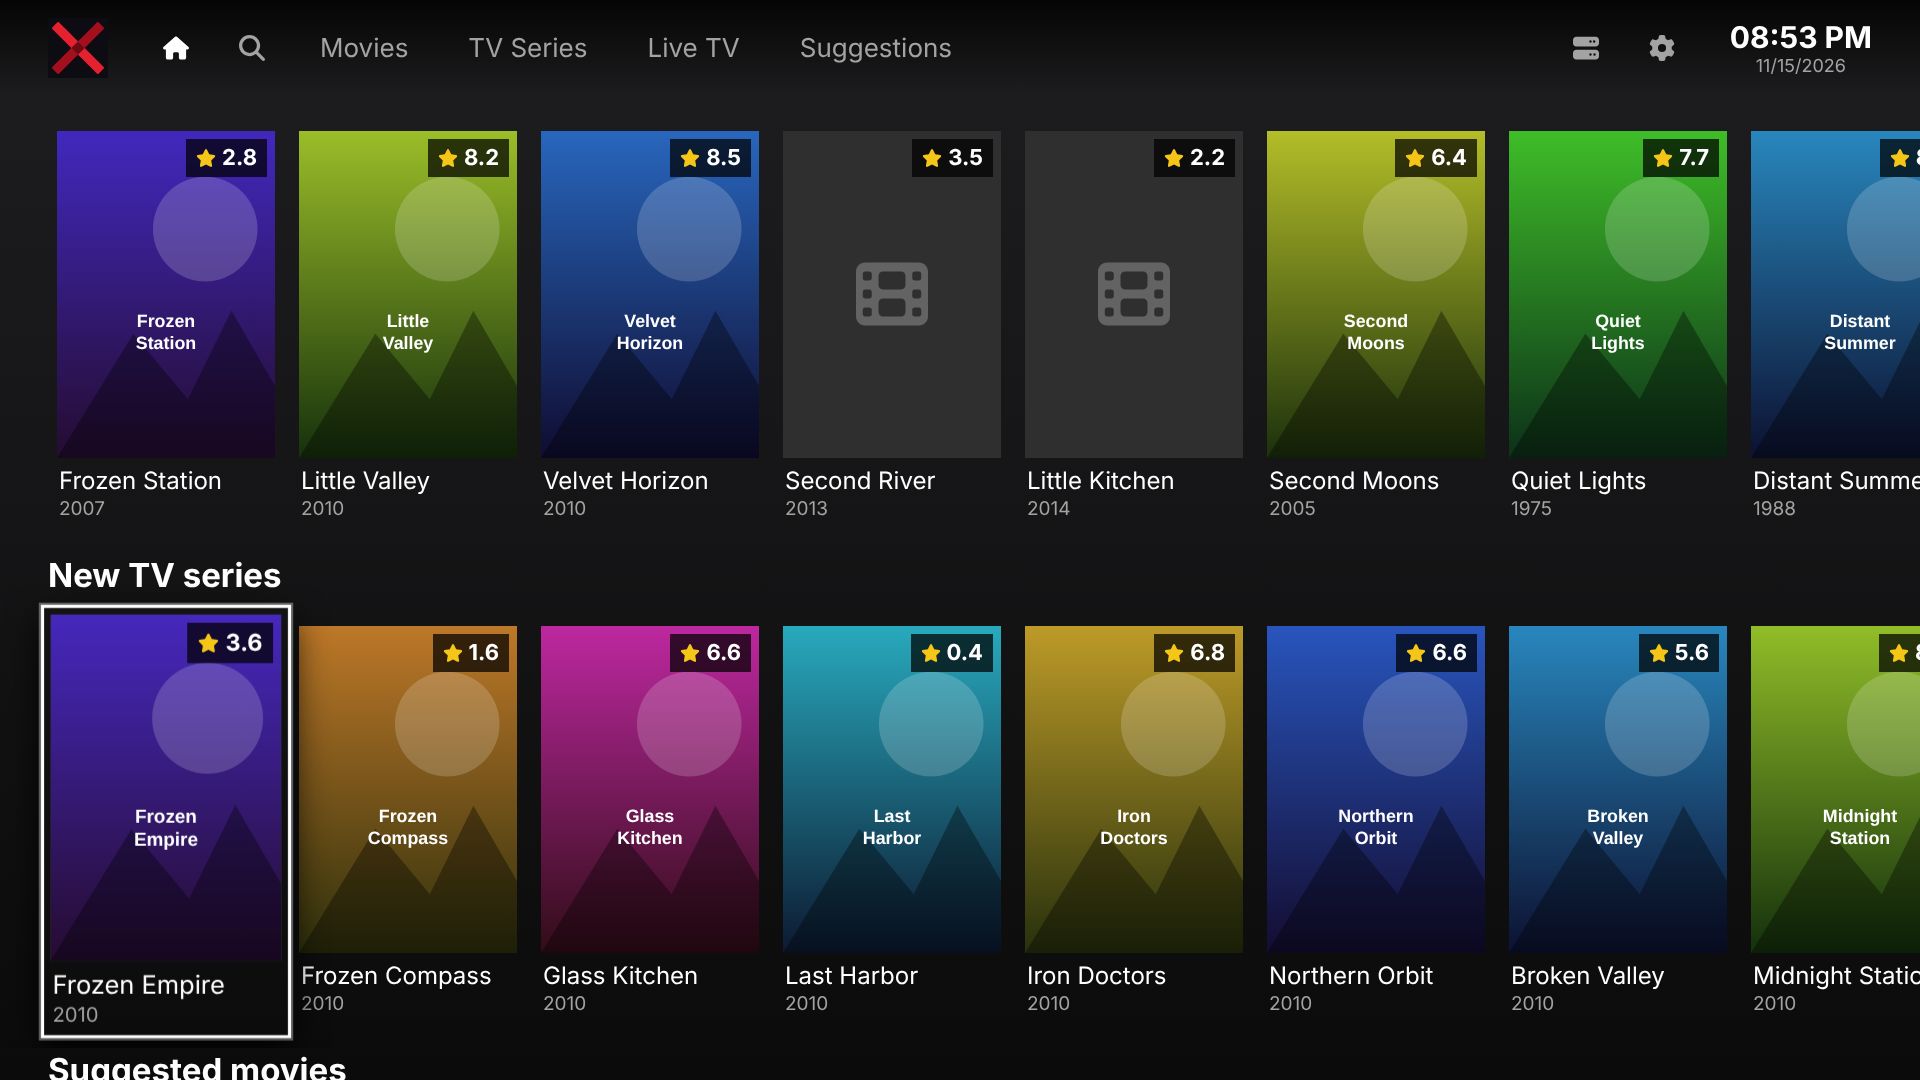 Movies
TV Series
Live TV
Suggestions
08:53 PM
11/15/2026
2.8
8.2
8.5
3.5
2.2
6.4
7.7
Frozen
Station
Little
Valley
Velvet
Horizon
Second
Moons
Quiet
Lights
Distant
Summer
Frozen Station
2007
Little Valley
2010
Velvet Horizon
2010
Second River
2013
Little Kitchen
2014
Second Moons
2005
Quiet Lights
1975
Distant Summe
1988
New TV series
3.6
1.6
6.6
0.4
6.8
6.6
5.6
Frozen
Empire
Frozen
Compass
Glass
Kitchen
Last
Harbor
Iron
Doctors
Northern
Orbit
Broken
Valley
Midnight
Station
Frozen Empire
2010
Frozen Compass
2010
Glass Kitchen
2010
Last Harbor
2010
Iron Doctors
2010
Northern Orbit
2010
Broken Valley
2010
Midnight Static
2010
Suggested movies